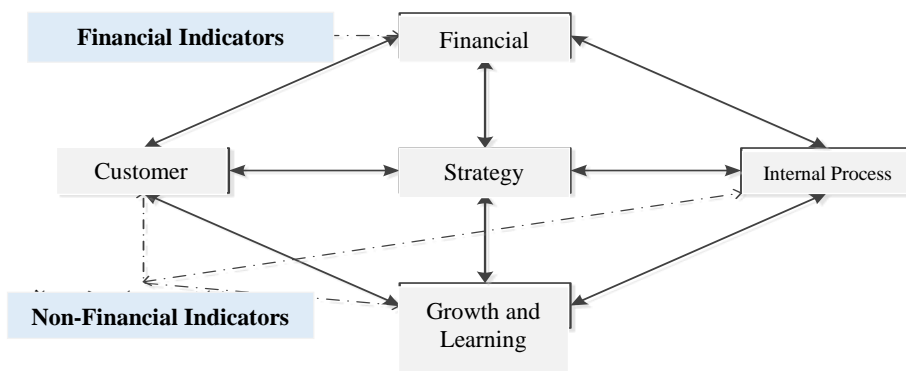 Financial Indicators
Financial
Customer
Strategy
Internal Process
Non-Financial Indicators
Growth and
Learning